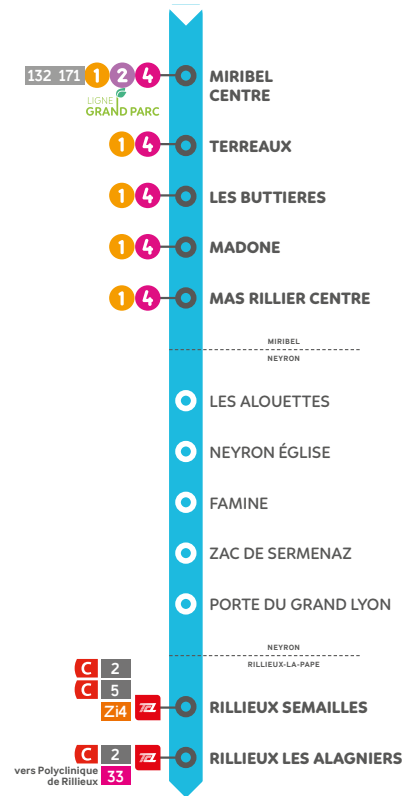 132 171 1 2 4 MIRIBEL
CENTRE
LIGNE
GRAND PARC
1 4 TERREAUX
1 4 LES BUTTIERES
1 4 MADONE
1 4 MAS RILLIER CENTRE
MIRIBEL
NEYRON
LES ALOUETTES
NEYRON ÉGLISE
FAMINE
ZAC DE SERMENAZ
PORTE DU GRAND LYON
NEYRON
RILLIEUX-LA-PAPE
C 2
C 5
Zi4 TCL RILLIEUX SEMAILLES
C 2 TCL RILLIEUX LES ALAGNIERS
vers Polyclinique
de Rillieux 33